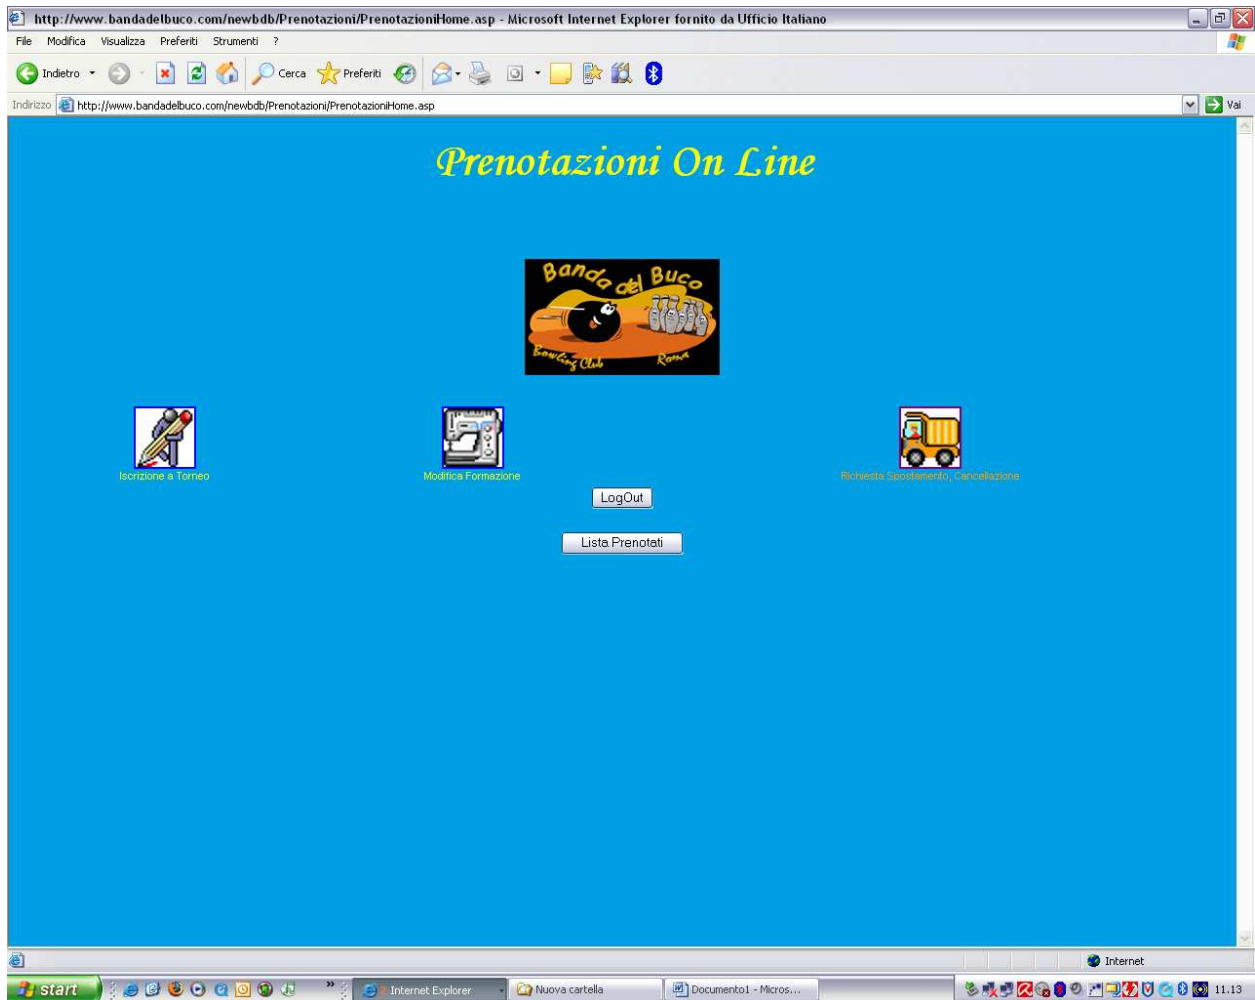 http://www.bandadelbuco.com/newbdb/Prenotazioni/PrenotazioniHome.asp - Microsoft Internet Explorer fornito da Ufficio Italiano
File Modifica Visualizza Preferiti Strumenti ?
Indietro Cerca Preferiti
Indirizzo http://www.bandadelbuco.com/newbdb/Prenotazioni/PrenotazioniHome.asp Vai
Prenotazioni On Line
Banda del Buco
Bowling Club Roma
Iscrizione a Torneo Modifica Formazione Richiesta Spostamento, Cancellazione
LogOut
Lista Prenotati
Internet
start Internet Explorer Nuova cartella Documento1 - Micros... 11.13